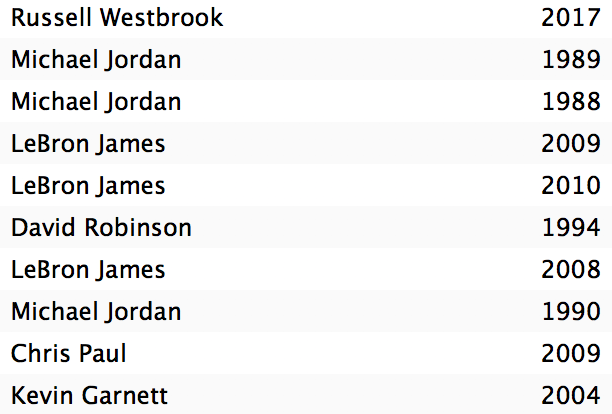 Russell Westbrook 2017
Michael Jordan 1989
Michael Jordan 1988
LeBron James 2009
LeBron James 2010
David Robinson 1994
LeBron James 2008
Michael Jordan 1990
Chris Paul 2009
Kevin Garnett 2004